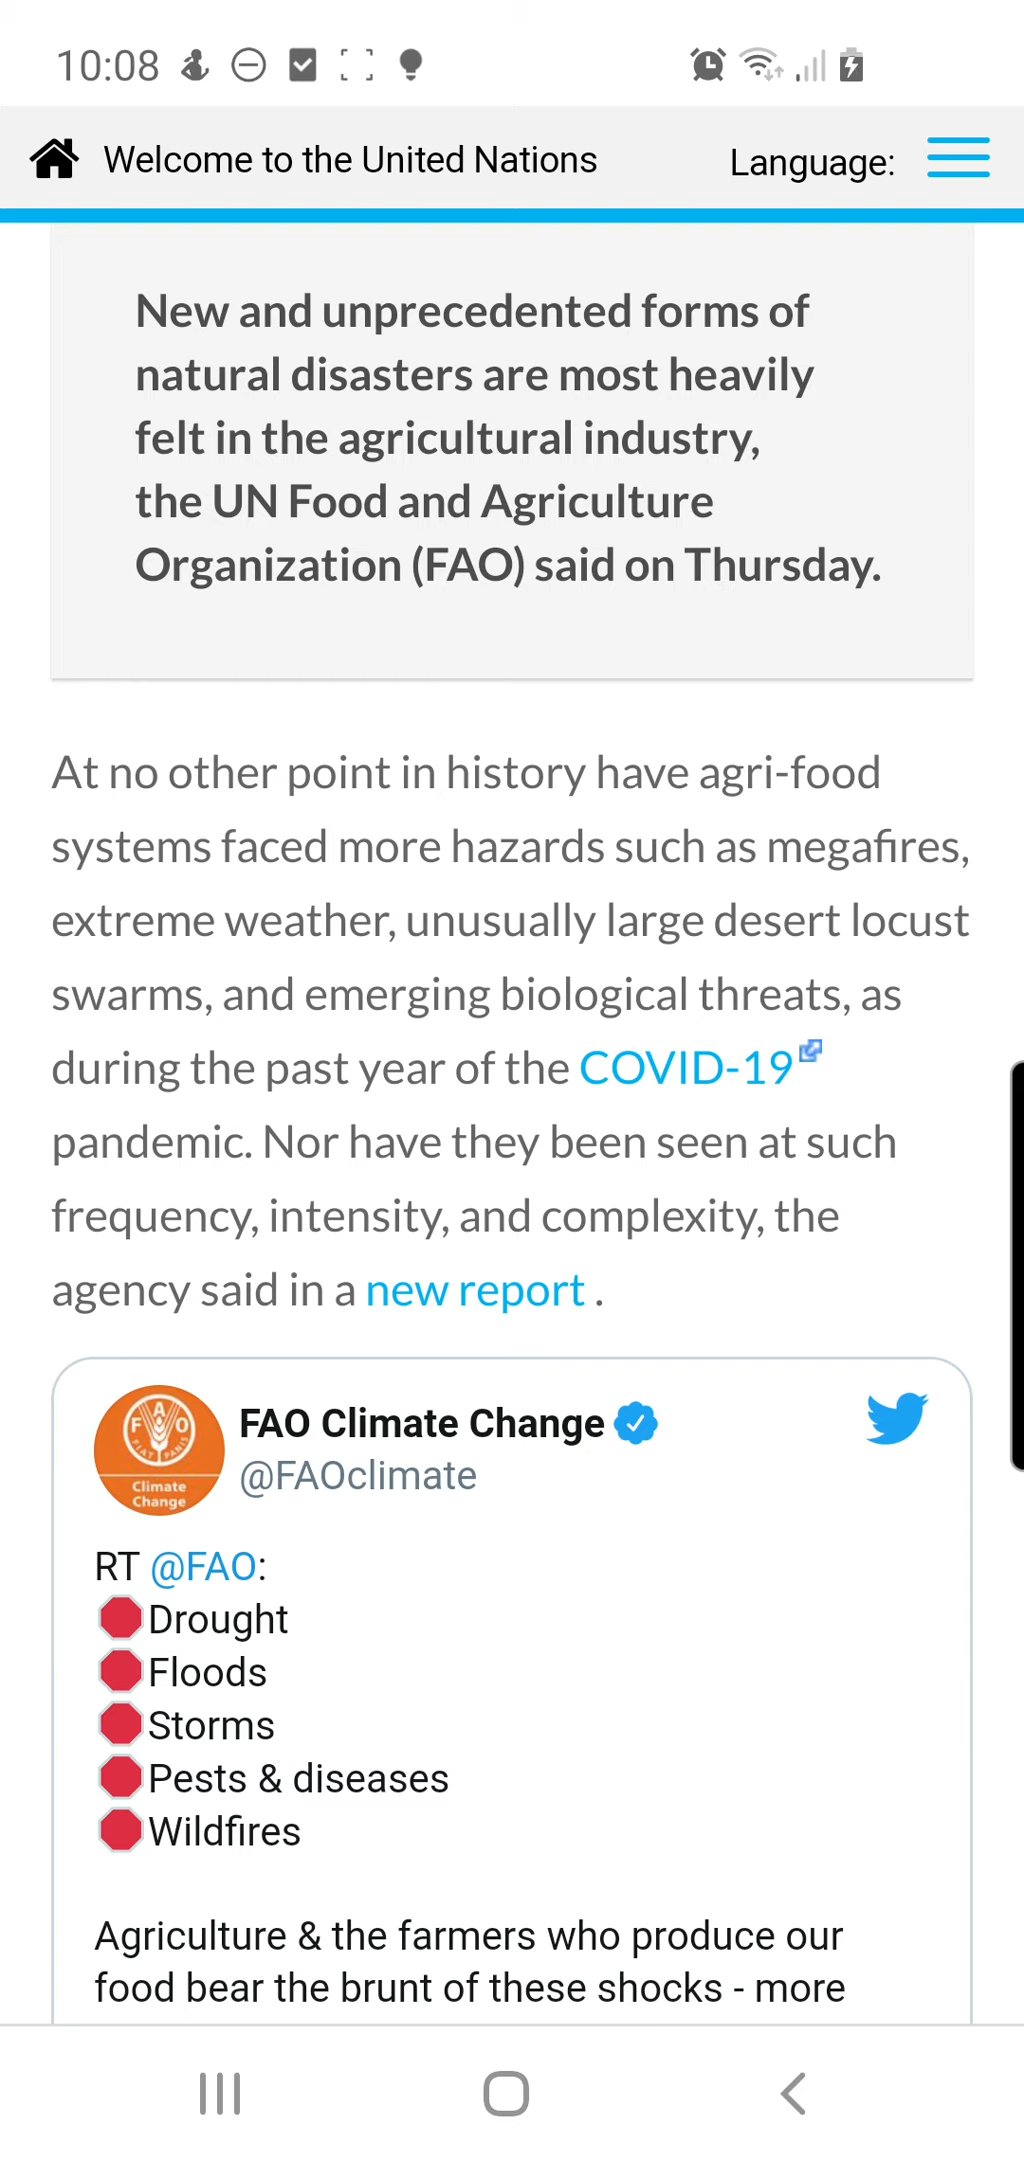 10:08
Welcome to the United Nations
Language:
New and unprecedented forms of
natural disasters are most heavily
felt in the agricultural industry,
the UN Food and Agriculture
Organization (FAO) said on Thursday.
At no other point in history have agri-food
systems faced more hazards such as megafires,
extreme weather, unusually large desert locust
swarms, and emerging biological threats, as
during the past year of the COVID-19
pandemic. Nor have they been seen at such
frequency, intensity, and complexity, the
agency said in a new report .
FAO
FIAT PANIS
Climate
Change
FAO Climate Change
@FAOclimate
RT @FAO:
Drought
Floods
Storms
Pests & diseases
Wildfires
Agriculture & the farmers who produce our
food bear the brunt of these shocks - more